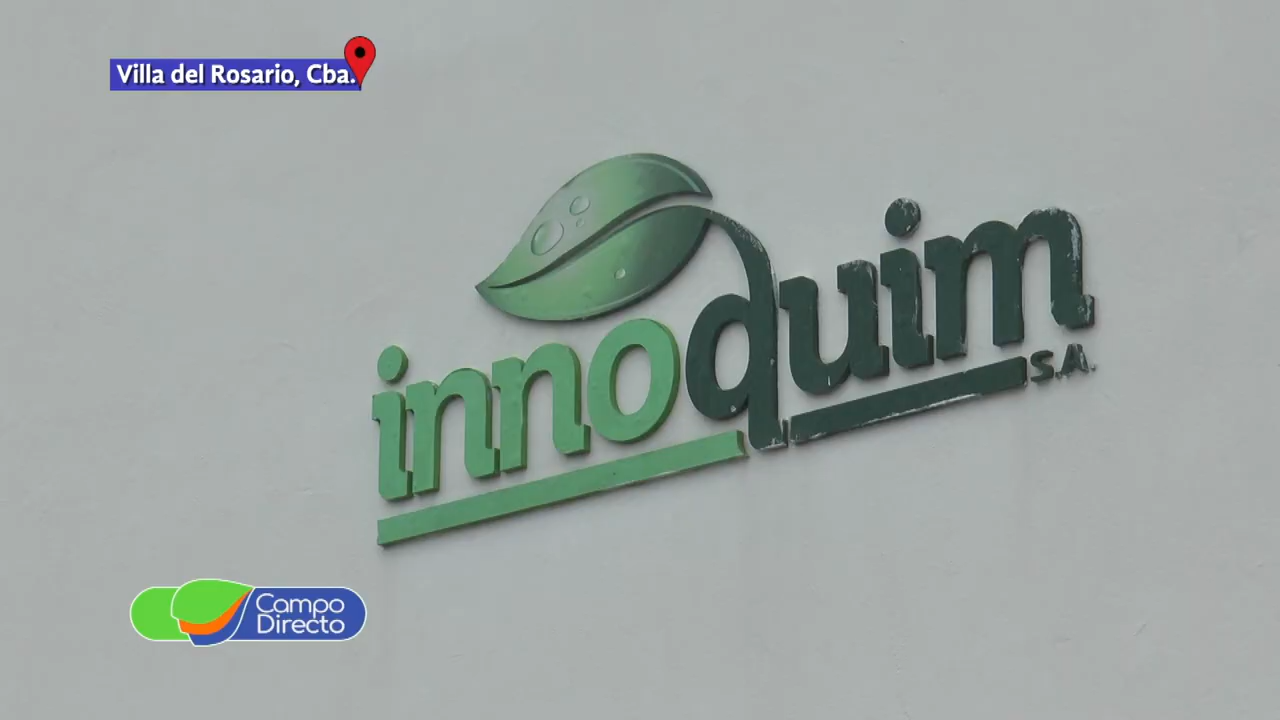 Villa del Rosario, Cba.
innoquim
S.A.
Campo
Directo